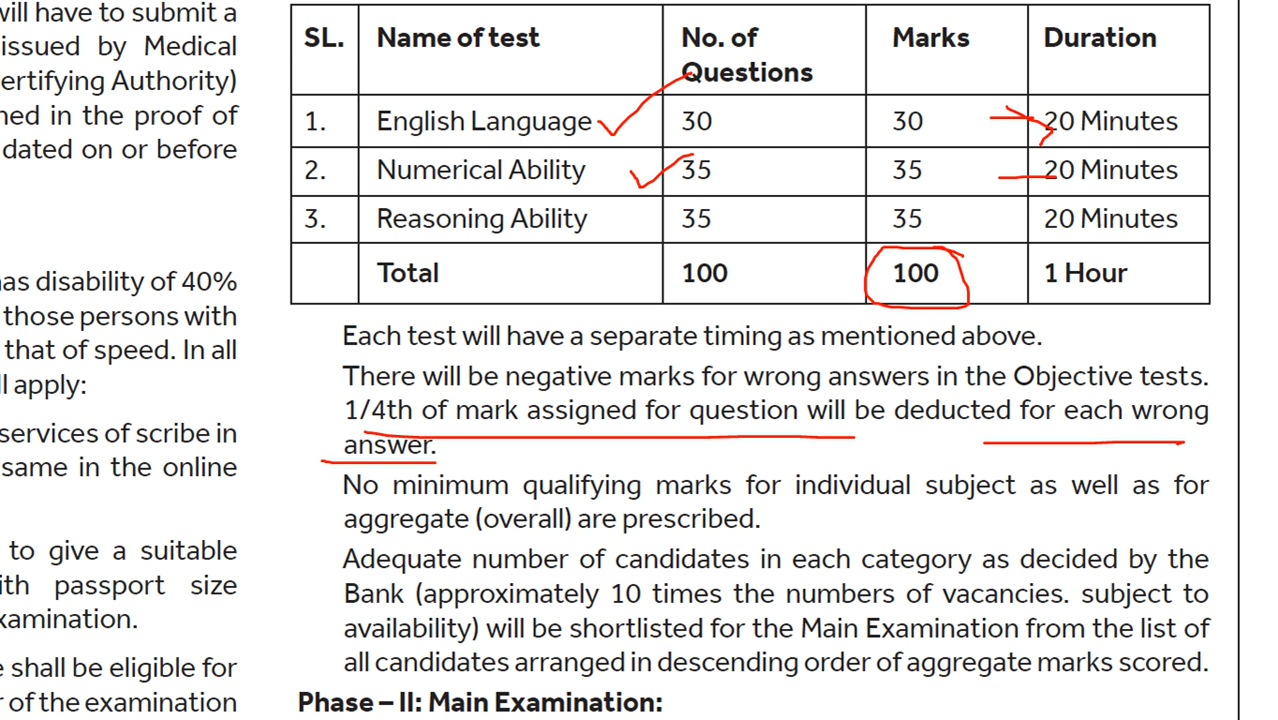 will have to submit a
issued by Medical
ertifying Authority)
ned in the proof of
dated on or before
as disability of 40%
those persons with
that of speed. In all
ll apply:
services of scribe in
same in the online
to give a suitable
ith passport size
xamination.
e shall be eligible for
r of the examination
SL. Name of test No. of Questions Marks Duration
1. English Language 30 30 20 Minutes
2. Numerical Ability 35 35 20 Minutes
3. Reasoning Ability 35 35 20 Minutes
Total 100 100 1 Hour
Each test will have a separate timing as mentioned above.
There will be negative marks for wrong answers in the Objective tests.
1/4th of mark assigned for question will be deducted for each wrong
answer.
No minimum qualifying marks for individual subject as well as for
aggregate (overall) are prescribed.
Adequate number of candidates in each category as decided by the
Bank (approximately 10 times the numbers of vacancies. subject to
availability) will be shortlisted for the Main Examination from the list of
all candidates arranged in descending order of aggregate marks scored.
Phase – II: Main Examination: